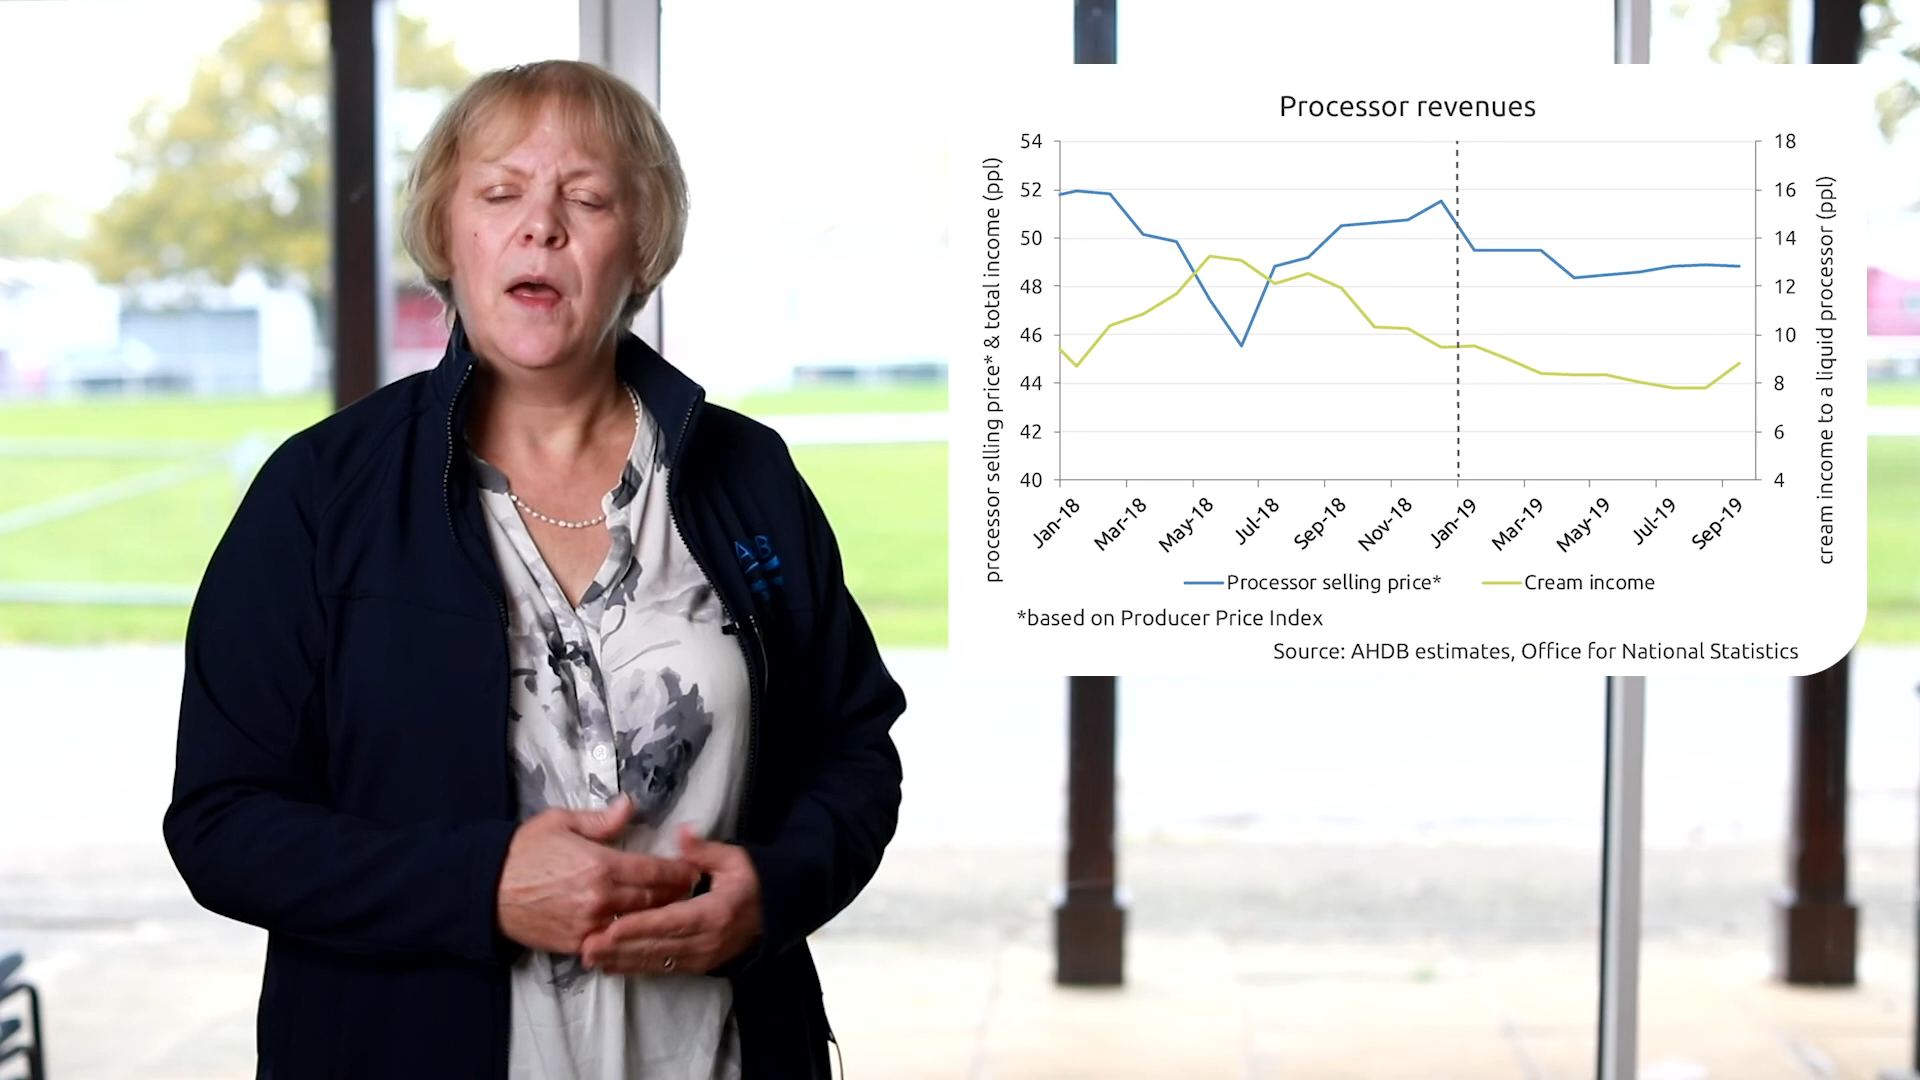 Processor revenues
processor selling price* & total income (ppl)
54
52
50
48
46
44
42
40
18
16
14
12
10
8
6
4
cream income to a liquid processor (ppl)
Jan-18
Mar-18
May-18
Jul-18
Sep-18
Nov-18
Jan-19
Mar-19
May-19
Jul-19
Sep-19
Processor selling price*
Cream income
*based on Producer Price Index
Source: AHDB estimates, Office for National Statistics